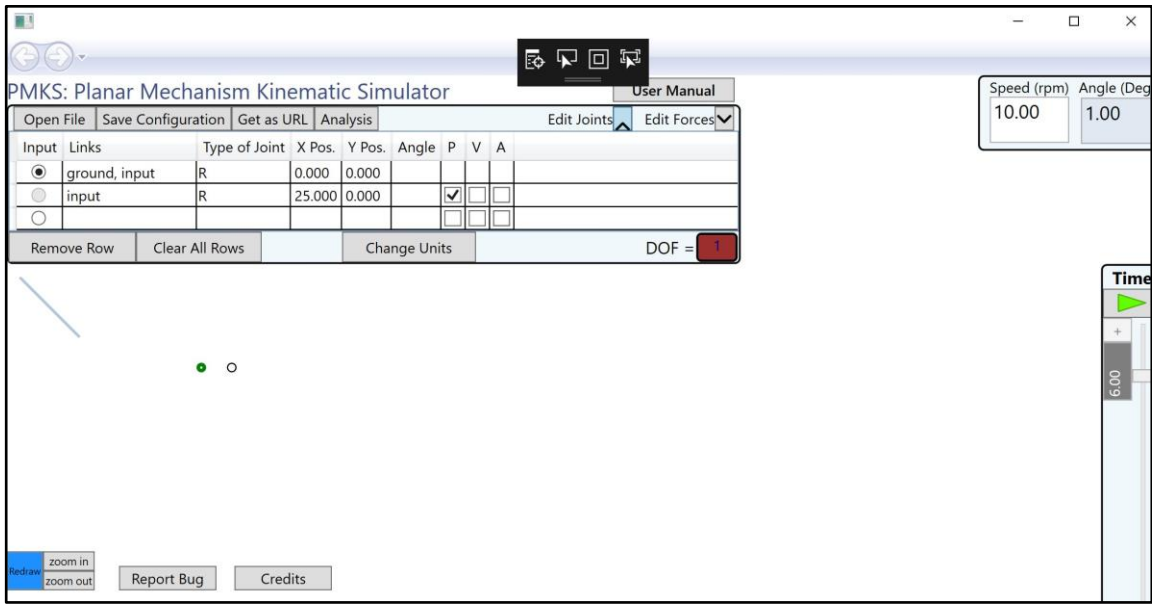 PMKS: Planar Mechanism Kinematic Simulator
User Manual
Speed (rpm) Angle (Deg
10.00 1.00
Open File Save Configuration Get as URL Analysis Edit Joints Edit Forces
Input Links Type of Joint X Pos. Y Pos. Angle P V A
ground, input R 0.000 0.000
input R 25.000 0.000
Remove Row Clear All Rows Change Units DOF = 1
Time
+
6.00
Redraw zoom in
zoom out
Report Bug Credits